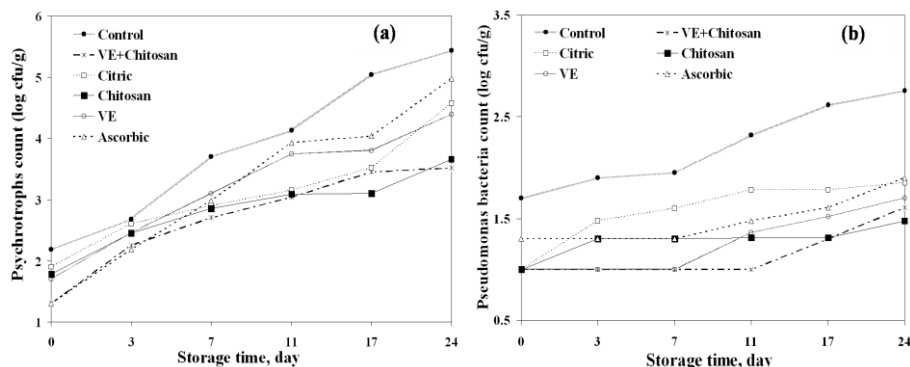 (a)
Psychrotrophs count (log cfu/g)
6
5
4
3
2
1
Control
VE+Chitosan
Citric
Chitosan
VE
Ascorbic
0 3 7 11 17 24
Storage time, day
(b)
Pseudomonas bacteria count (log cfu/g)
3.5
2.5
1.5
0.5
Control VE+Chitosan
Citric Chitosan
VE Ascorbic
0 3 7 11 17 24
Storage time, day